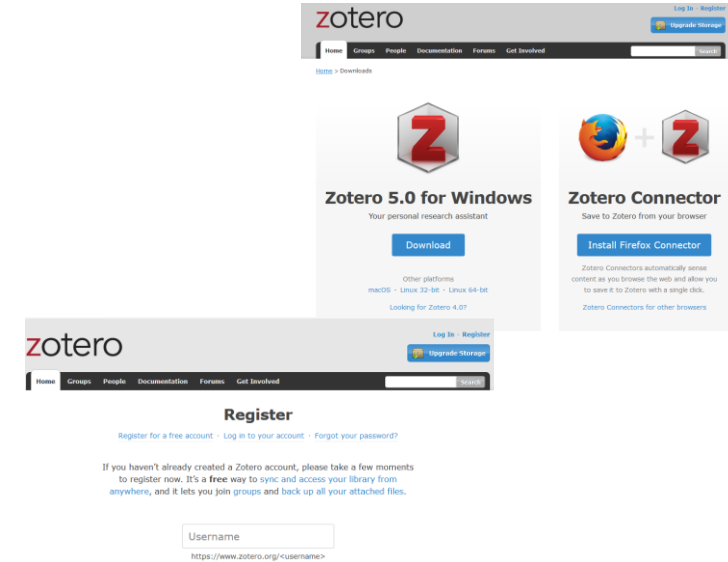 zotero
Log In · Register
Upgrade Storage
Home Groups People Documentation Forums Get Involved
Search
Home > Downloads
Z
Z
Zotero 5.0 for Windows
Your personal research assistant
Download
Other platforms
macOS · Linux 32-bit · Linux 64-bit
Looking for Zotero 4.0?
Zotero Connector
Save to Zotero from your browser
Install Firefox Connector
Zotero Connectors automatically sense
content as you browse the web and allow you
to save it to Zotero with a single click.
Zotero Connectors for other browsers
zotero
Log In · Register
Upgrade Storage
Home Groups People Documentation Forums Get Involved
Search
Register
Register for a free account · Log in to your account · Forgot your password?
If you haven't already created a Zotero account, please take a few moments
to register now. It's a free way to sync and access your library from
anywhere, and it lets you join groups and back up all your attached files.
Username
https://www.zotero.org/<username>